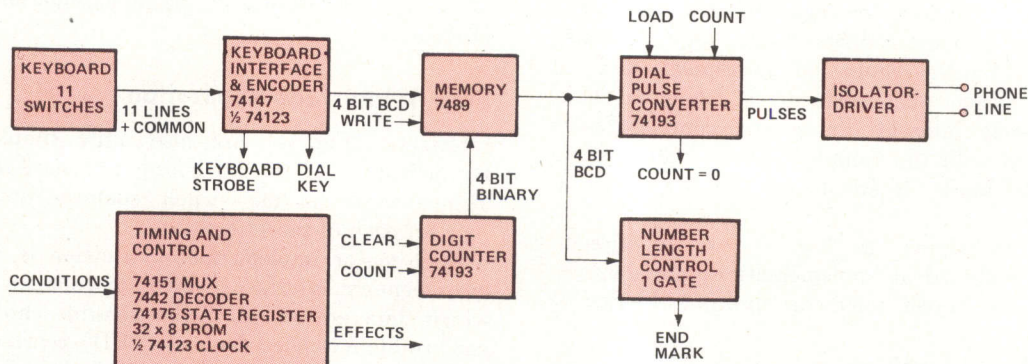 KEYBOARD
11
SWITCHES
11 LINES
+ COMMON
KEYBOARD
INTERFACE
& ENCODER
74147
½ 74123
KEYBOARD
STROBE
DIAL
KEY
4 BIT BCD
WRITE
MEMORY
7489
4 BIT
BINARY
LOAD
COUNT
DIAL
PULSE
CONVERTER
74193
COUNT = 0
PULSES
ISOLATOR-
DRIVER
PHONE
LINE
4 BIT
BCD
CONDITIONS
TIMING AND
CONTROL
74151 MUX
7442 DECODER
74175 STATE REGISTER
32 x 8 PROM
½ 74123 CLOCK
EFFECTS
CLEAR
COUNT
DIGIT
COUNTER
74193
NUMBER
LENGTH
CONTROL
1 GATE
END
MARK